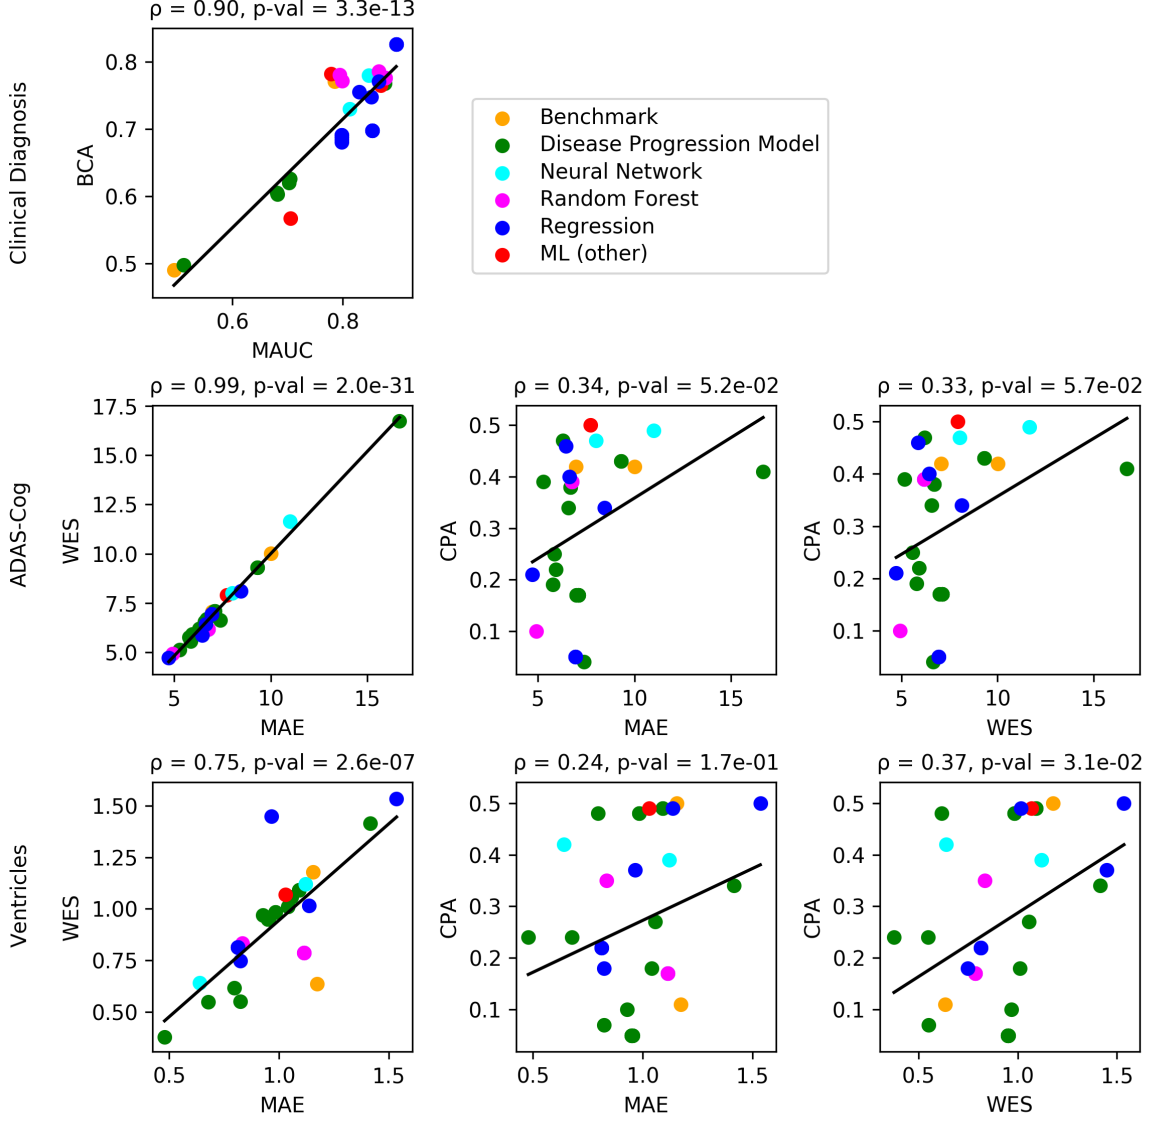 ρ = 0.90, p-val = 3.3e-13
Clinical Diagnosis
BCA
0.8
0.7
0.6
0.5
0.6 0.8
MAUC
Benchmark
Disease Progression Model
Neural Network
Random Forest
Regression
ML (other)
ρ = 0.99, p-val = 2.0e-31
ADAS-Cog
WES
17.5
15.0
12.5
10.0
7.5
5.0
5 10 15
MAE
ρ = 0.34, p-val = 5.2e-02
CPA
0.5
0.4
0.3
0.2
0.1
5 10 15
MAE
ρ = 0.33, p-val = 5.7e-02
CPA
0.5
0.4
0.3
0.2
0.1
5 10 15
WES
ρ = 0.75, p-val = 2.6e-07
Ventricles
WES
1.50
1.25
1.00
0.75
0.50
0.5 1.0 1.5
MAE
ρ = 0.24, p-val = 1.7e-01
CPA
0.5
0.4
0.3
0.2
0.1
0.5 1.0 1.5
MAE
ρ = 0.37, p-val = 3.1e-02
CPA
0.5
0.4
0.3
0.2
0.1
0.5 1.0 1.5
WES